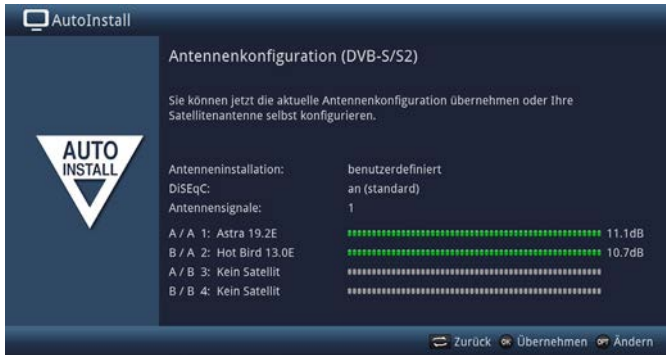 AutoInstall
Antennenkonfiguration (DVB-S/S2)
Sie können jetzt die aktuelle Antennenkonfiguration übernehmen oder Ihre
Satellitenantenne selbst konfigurieren.
AUTO
INSTALL
Antenneninstallation: benutzerdefiniert
DiSEqC: an (standard)
Antennensignale: 1
A / A 1: Astra 19.2E 11.1dB
B / A 2: Hot Bird 13.0E 10.7dB
A / B 3: Kein Satellit
B / B 4: Kein Satellit
Zurück OK Übernehmen OPT Ändern